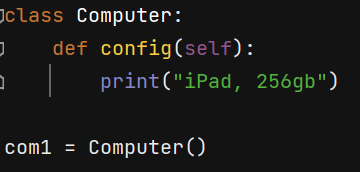 class Computer:
    def config(self):
        print("iPad, 256gb")
com1 = Computer()